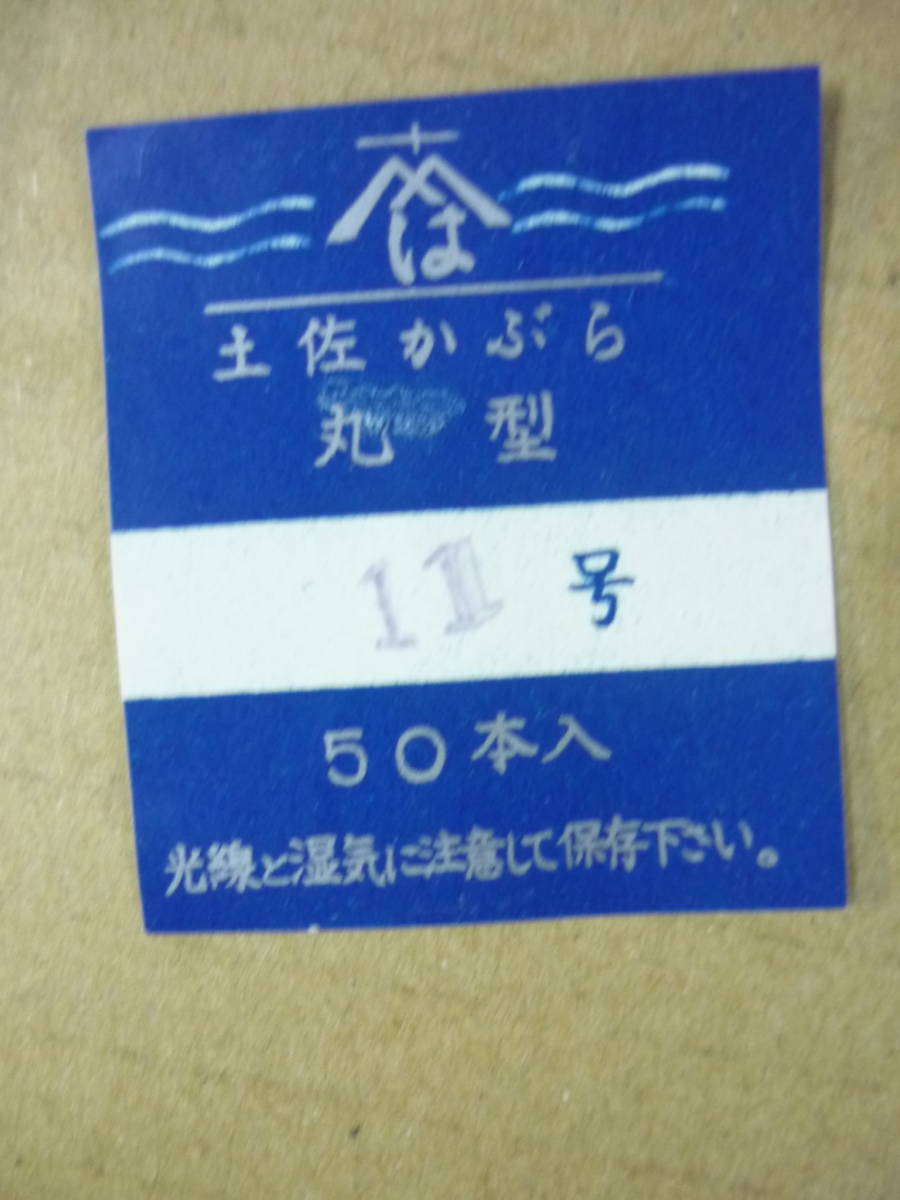 は
土佐かぶら
丸型
11号
50本入
光線と湿気に注意して保存下さい。